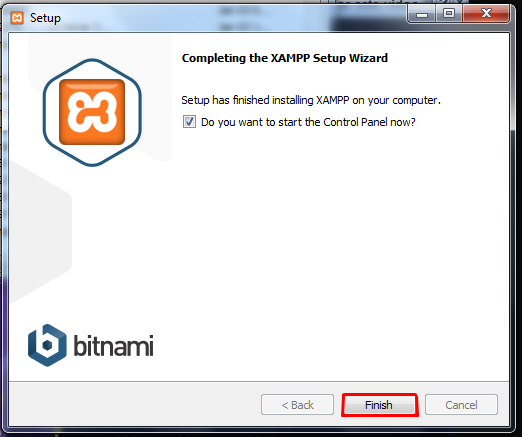 Setup
Completing the XAMPP Setup Wizard
Setup has finished installing XAMPP on your computer.
Do you want to start the Control Panel now?
bitnami
< Back
Finish
Cancel